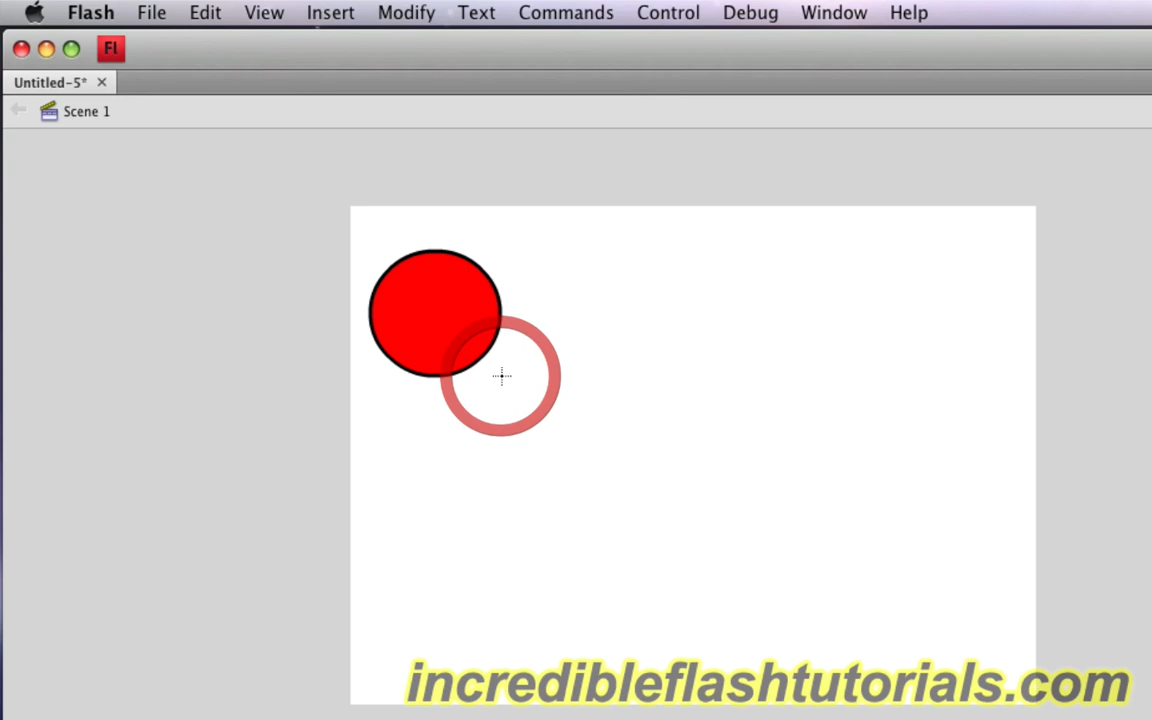 Flash File Edit View Insert Modify Text Commands Control Debug Window Help
Fl
Untitled-5*
Scene 1
incredibleflashtutorials.com